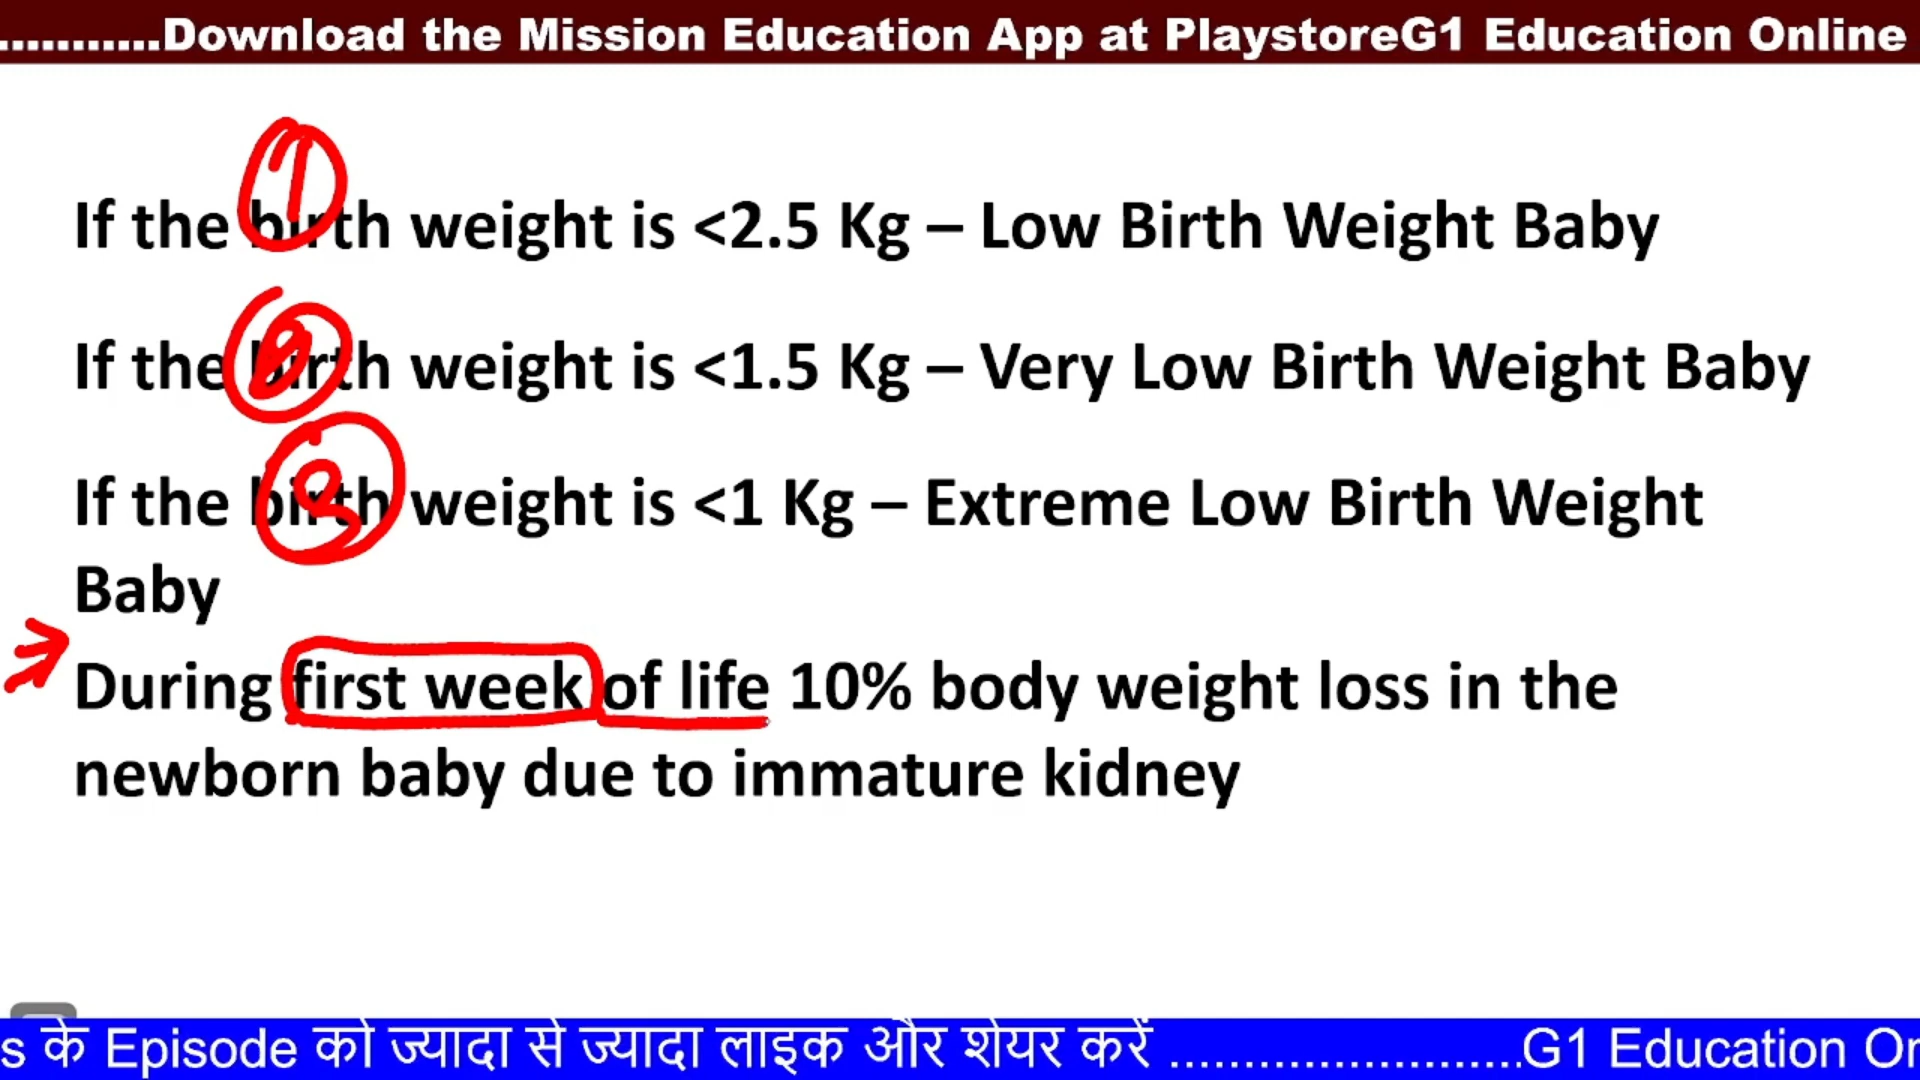 ...........Download the Mission Education App at PlaystoreG1 Education Online
1
If the birth weight is <2.5 Kg – Low Birth Weight Baby
If the birth weight is <1.5 Kg – Very Low Birth Weight Baby
If the birth weight is <1 Kg – Extreme Low Birth Weight
Baby
During first week of life 10% body weight loss in the
newborn baby due to immature kidney
s के Episode को ज्यादा से ज्यादा लाइक और शेयर करें ........................G1 Education Or